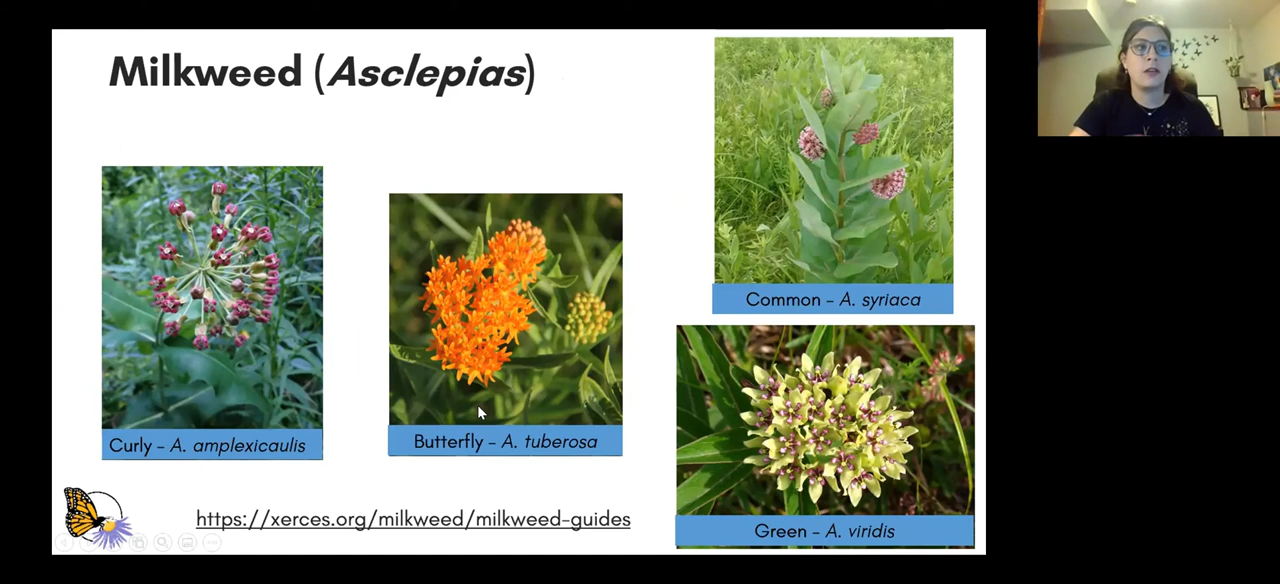 Milkweed (Asclepias)
Curly - A. amplexicaulis
Butterfly - A. tuberosa
Common - A. syriaca
Green - A. viridis
https://xerces.org/milkweed/milkweed-guides